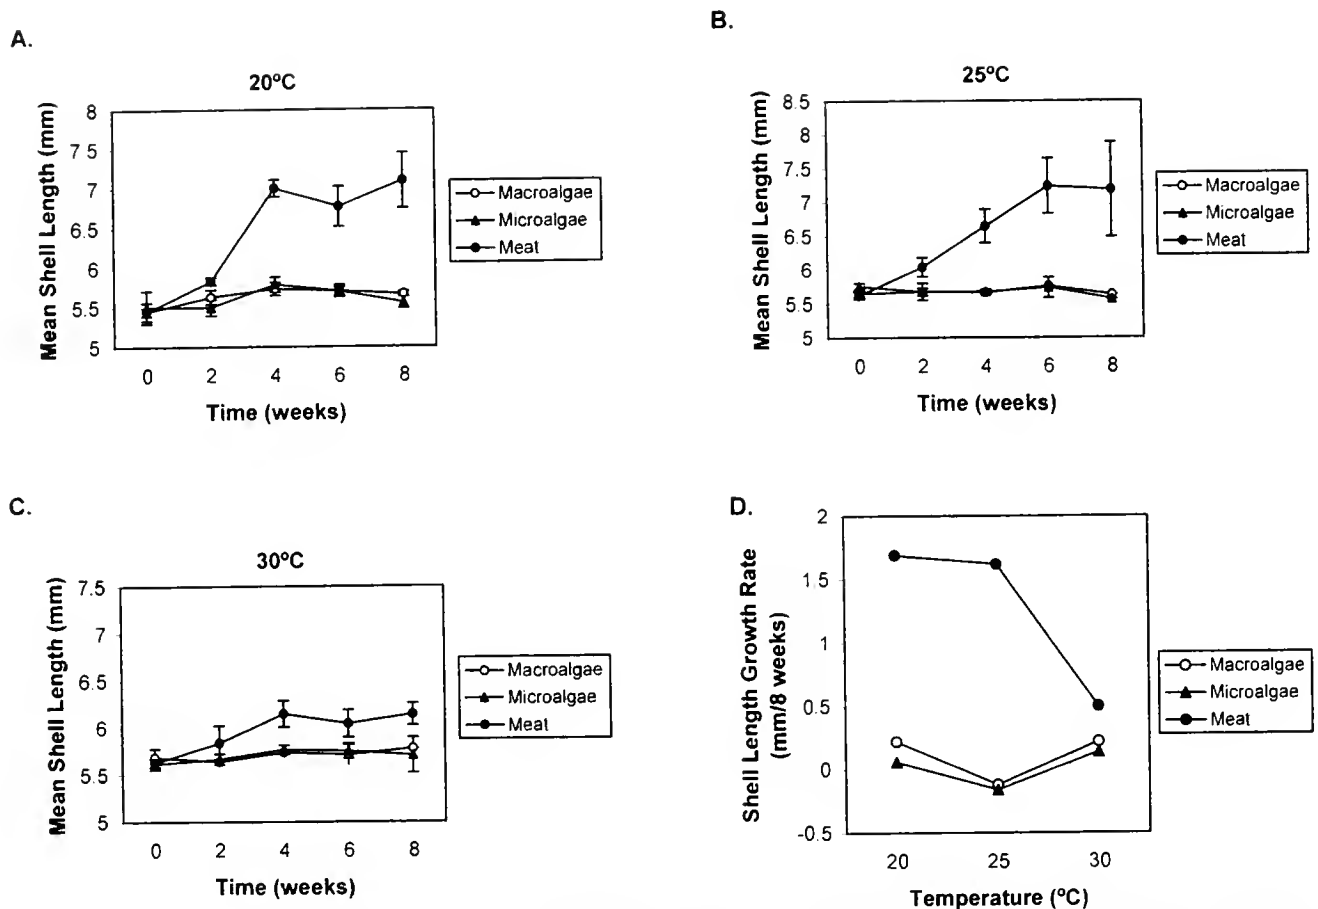 A.
20ºC
Mean Shell Length (mm)
8
7 5
7
6.5
6
5.5
5
0 2 4 6 8
Time (weeks)
Macroalgae
Microalgae
Meat
B.
25ºC
Mean Shell Length (mm)
8.5
8
7.5
7
6.5
6
5.5
5
0 2 4 6 8
Time (weeks)
Macroalgae
Microalgae
Meat
C.
30ºC
Mean Shell Length (mm)
7.5
7
6.5
6
5.5
5
0 2 4 6 8
Time (weeks)
Macroalgae
Microalgae
Meat
D.
Shell Length Growth Rate
(mm/8 weeks)
2
1.5
1
0.5
0
-0.5
20 25 30
Temperature (ºC)
Macroalgae
Microalgae
Meat